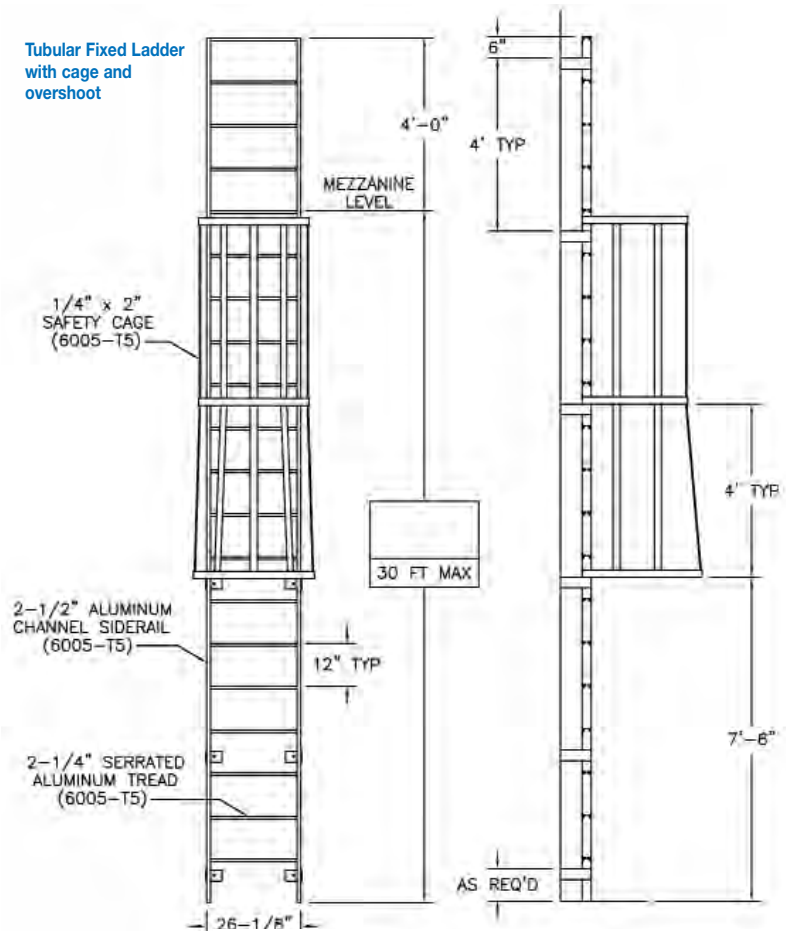 Tubular Fixed Ladder
with cage and
overshoot
6"
4'-0"
4' TYP
MEZZANINE
LEVEL
1/4" x 2"
SAFETY CAGE
(6005-T5)
4' TYP
30 FT MAX
2-1/2" ALUMINUM
CHANNEL SIDERAIL
(6005-T5)
12" TYP
7'-6"
2-1/4" SERRATED
ALUMINUM TREAD
(6005-T5)
AS REQ'D
26-1/8"